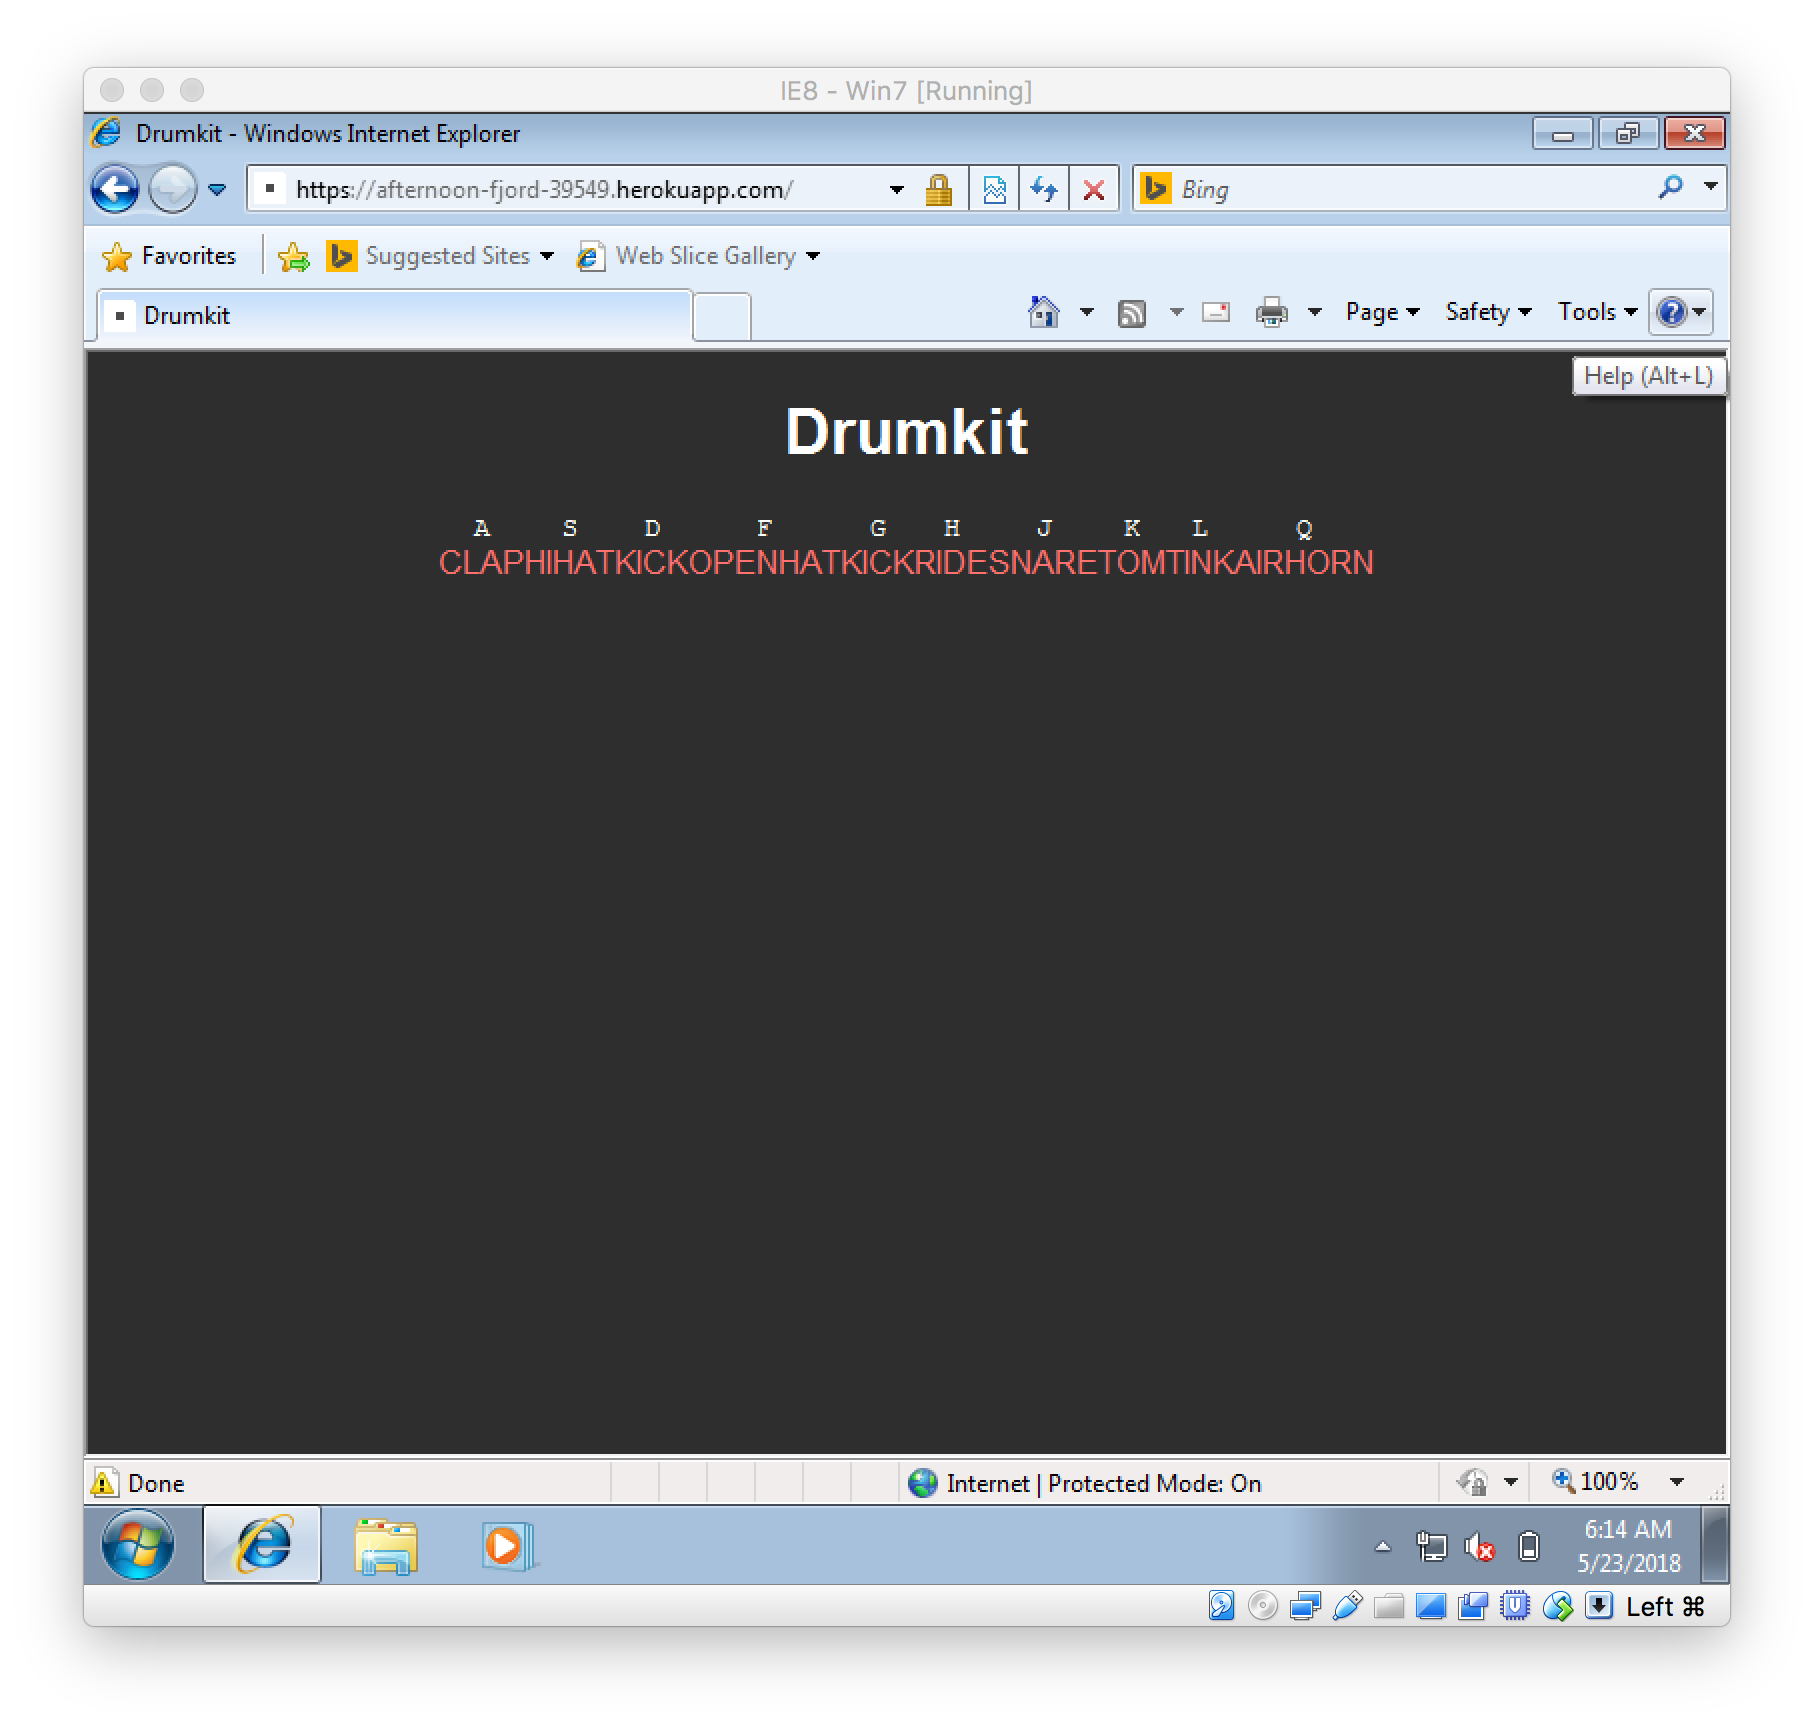 IE8 - Win7 [Running]
Drumkit - Windows Internet Explorer
https://afternoon-fjord-39549.herokuapp.com/ Bing
Favorites Suggested Sites Web Slice Gallery
Drumkit Page Safety Tools
Help (Alt+L)
Drumkit
A S D F G H J K L Q
CLAPHIHATKICKOPENHATKICKRIDESNARETOMTINKAIRHORN
Done Internet | Protected Mode: On 100%
6:14 AM
5/23/2018
Left ⌘